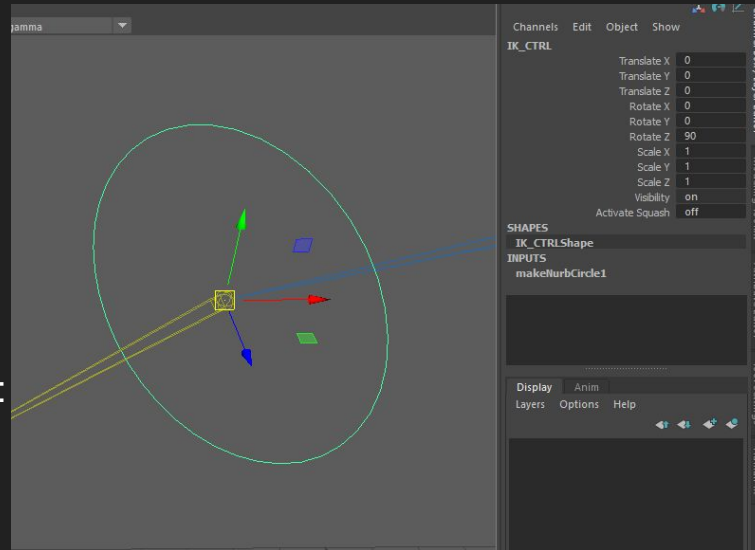 gamma
Channels Edit Object Show
IK_CTRL
Translate X 0
Translate Y 0
Translate Z 0
Rotate X 0
Rotate Y 0
Rotate Z 90
Scale X 1
Scale Y 1
Scale Z 1
Visibility on
Activate Squash off
SHAPES
IK_CTRLShape
INPUTS
makeNurbCircle1
Display Anim
Layers Options Help